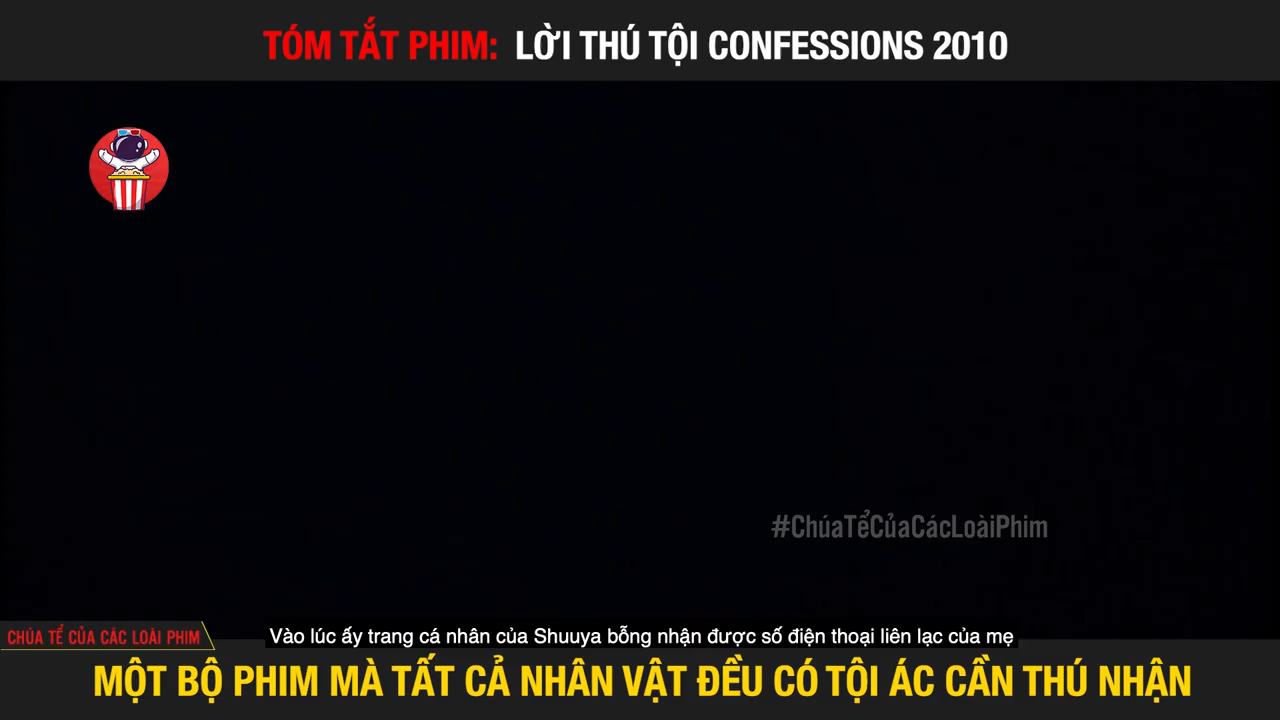 TÓM TẮT PHIM: LỜI THÚ TỘI CONFESSIONS 2010
#ChúaTểCủaCácLoàiPhim
CHÚA TỂ CỦA CÁC LOÀI PHIM
Vào lúc ấy trang cá nhân của Shuuya bỗng nhận được số điện thoại liên lạc của mẹ
MỘT BỘ PHIM MÀ TẤT CẢ NHÂN VẬT ĐỀU CÓ TỘI ÁC CẦN THÚ NHẬN